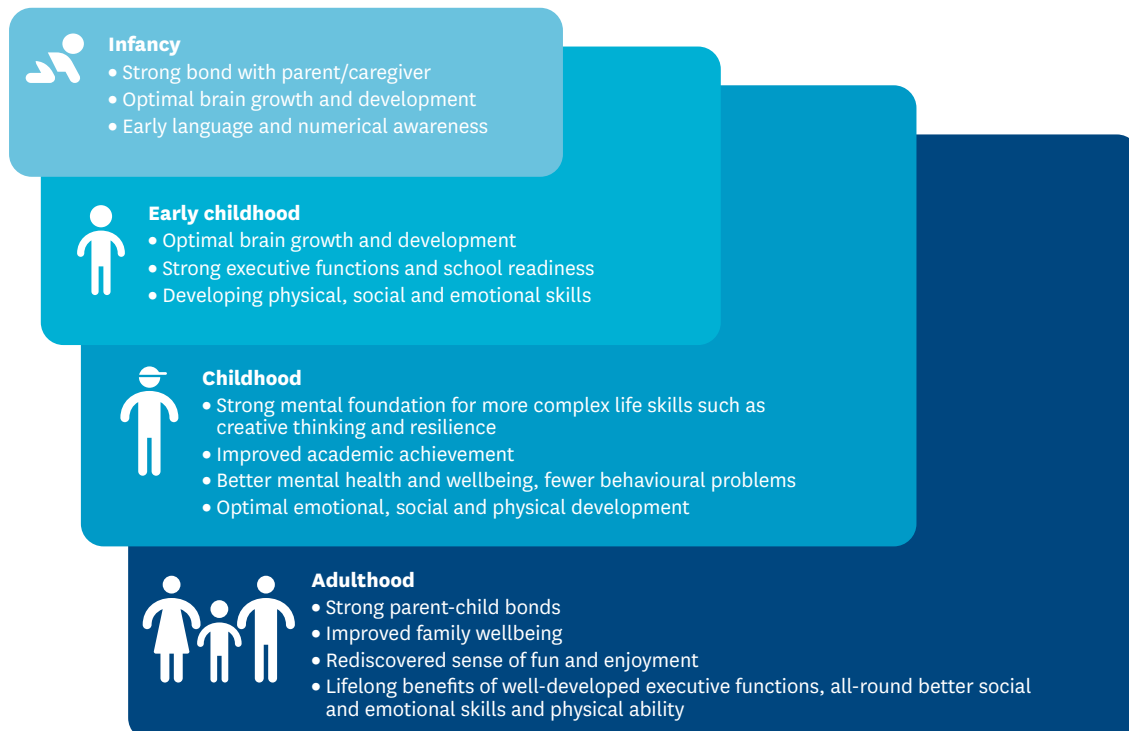 Infancy
• Strong bond with parent/caregiver
• Optimal brain growth and development
• Early language and numerical awareness
Early childhood
• Optimal brain growth and development
• Strong executive functions and school readiness
• Developing physical, social and emotional skills
Childhood
• Strong mental foundation for more complex life skills such as
creative thinking and resilience
• Improved academic achievement
• Better mental health and wellbeing, fewer behavioural problems
• Optimal emotional, social and physical development
Adulthood
• Strong parent-child bonds
• Improved family wellbeing
• Rediscovered sense of fun and enjoyment
• Lifelong benefits of well-developed executive functions, all-round better social
and emotional skills and physical ability